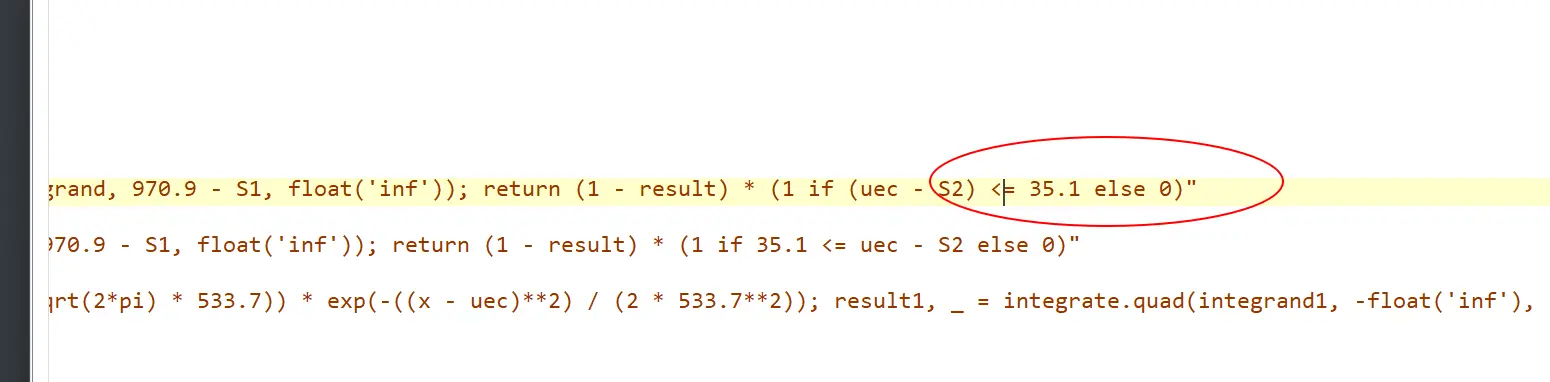 grand, 970.9 - S1, float('inf')); return (1 - result) * (1 if (uec - S2) <= 35.1 else 0)"
970.9 - S1, float('inf')); return (1 - result) * (1 if 35.1 <= uec - S2 else 0)"
qrt(2*pi) * 533.7)) * exp(-((x - uec)**2) / (2 * 533.7**2)); result1, _ = integrate.quad(integrand1, -float('inf'),